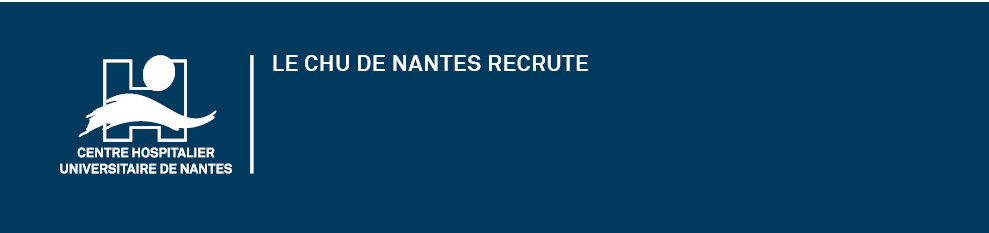 LE CHU DE NANTES RECRUTE
CENTRE HOSPITALIER
UNIVERSITAIRE DE NANTES